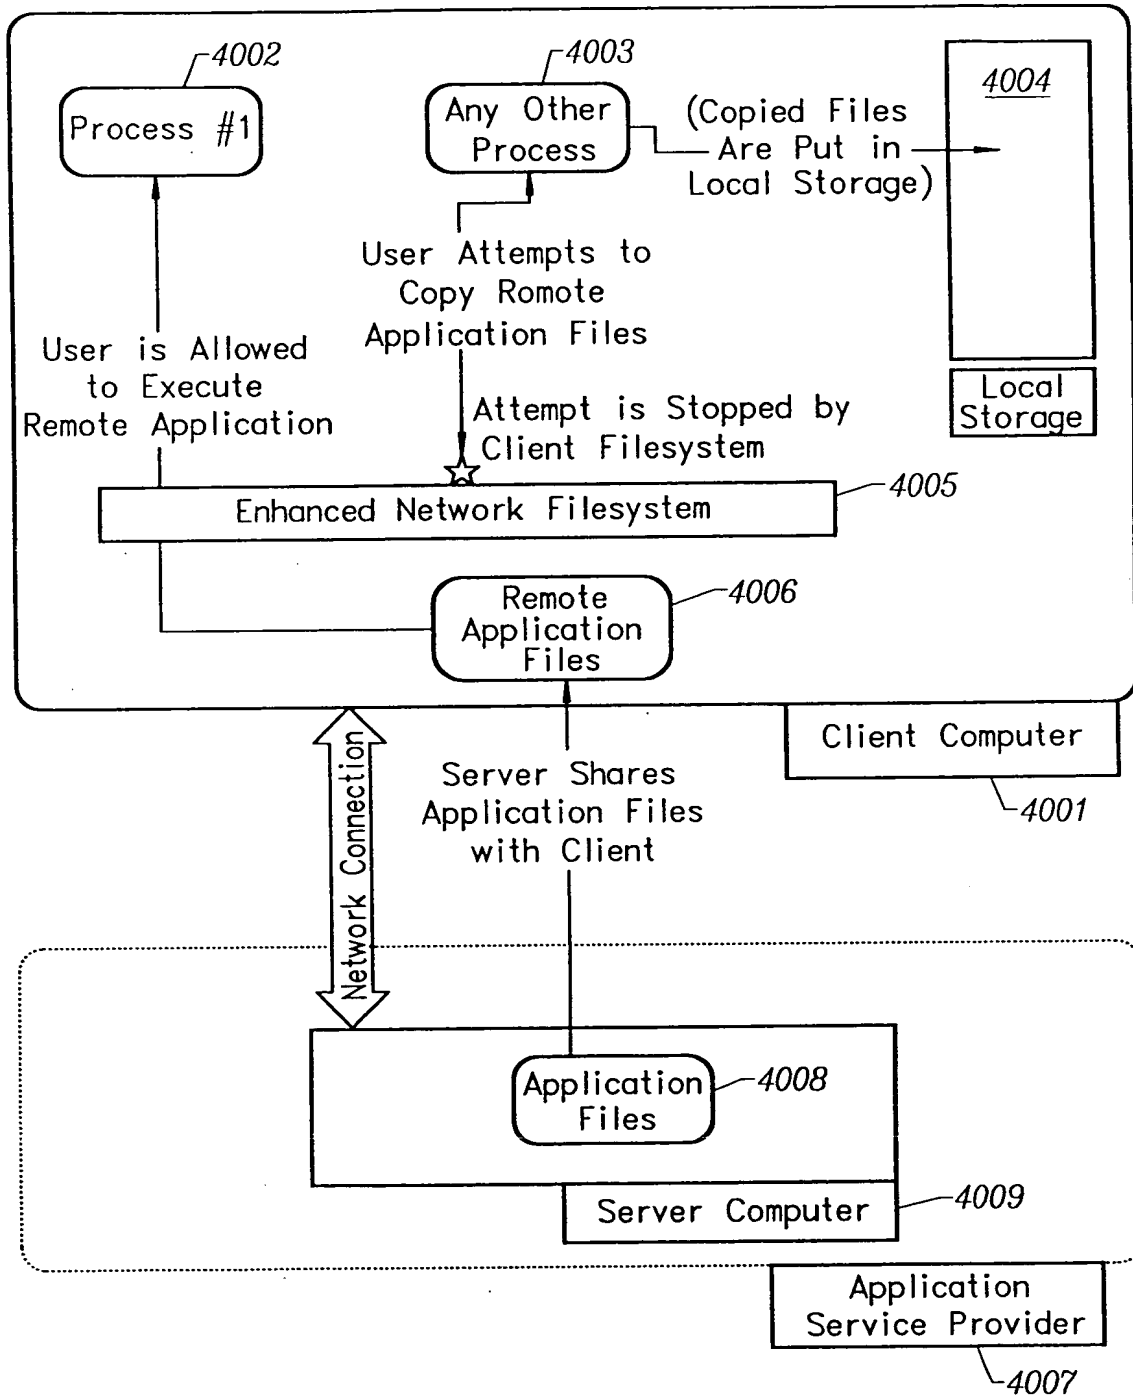 4002
Process #1
4003
Any Other
Process
(Copied Files
Are Put in
Local Storage)
4004
User Attempts to
Copy Romote
Application Files
User is Allowed
to Execute
Remote Application
Local
Storage
Attempt is Stopped by
Client Filesystem
Enhanced Network Filesystem
4005
Remote
Application
Files
4006
Client Computer
4001
Network Connection
Server Shares
Application Files
with Client
Application
Files
4008
Server Computer
4009
Application
Service Provider
4007